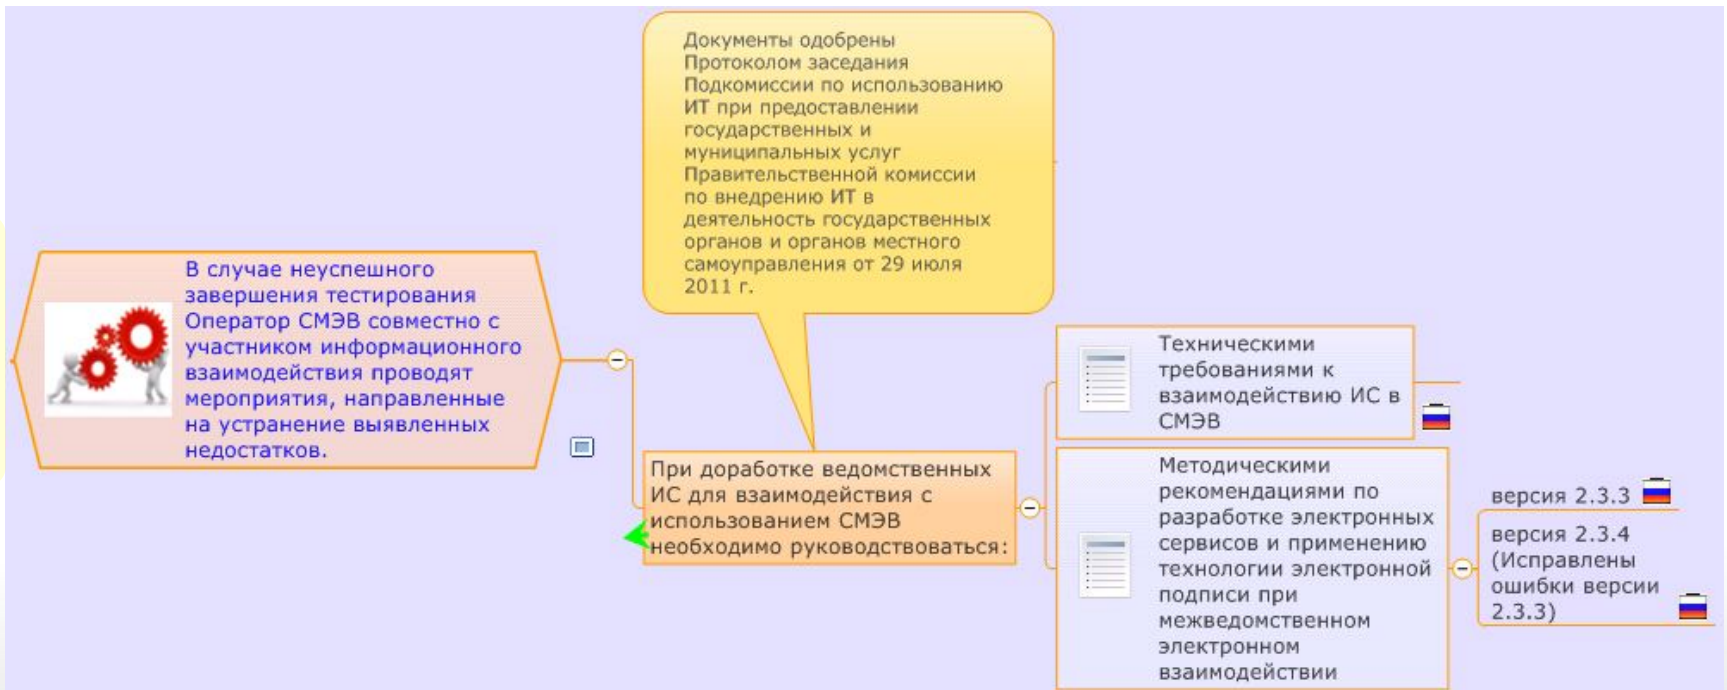 Документы одобрены
Протоколом заседания
Подкомиссии по использованию
ИТ при предоставлении
государственных и
муниципальных услуг
Правительственной комиссии
по внедрению ИТ в
деятельность государственных
органов и органов местного
самоуправления от 29 июля
2011 г.
В случае неуспешного
завершения тестирования
Оператор СМЭВ совместно с
участником информационного
взаимодействия проводят
мероприятия, направленные
на устранение выявленных
недостатков.
При доработке ведомственных
ИС для взаимодействия с
использованием СМЭВ
необходимо руководствоваться:
Техническими
требованиями к
взаимодействию ИС в
СМЭВ
Методическими
рекомендациями по
разработке электронных
сервисов и применению
технологии электронной
подписи при
межведомственном
электронном
взаимодействии
версия 2.3.3
версия 2.3.4
(Исправлены
ошибки версии
2.3.3)